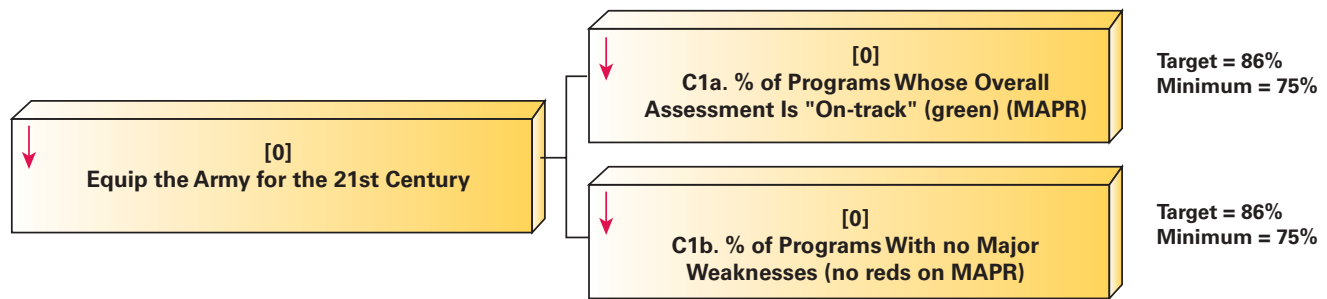 [0]
Equip the Army for the 21st Century
[0]
C1a. % of Programs Whose Overall
Assessment Is "On-track" (green) (MAPR)
Target = 86%
Minimum = 75%
[0]
C1b. % of Programs With no Major
Weaknesses (no reds on MAPR)
Target = 86%
Minimum = 75%